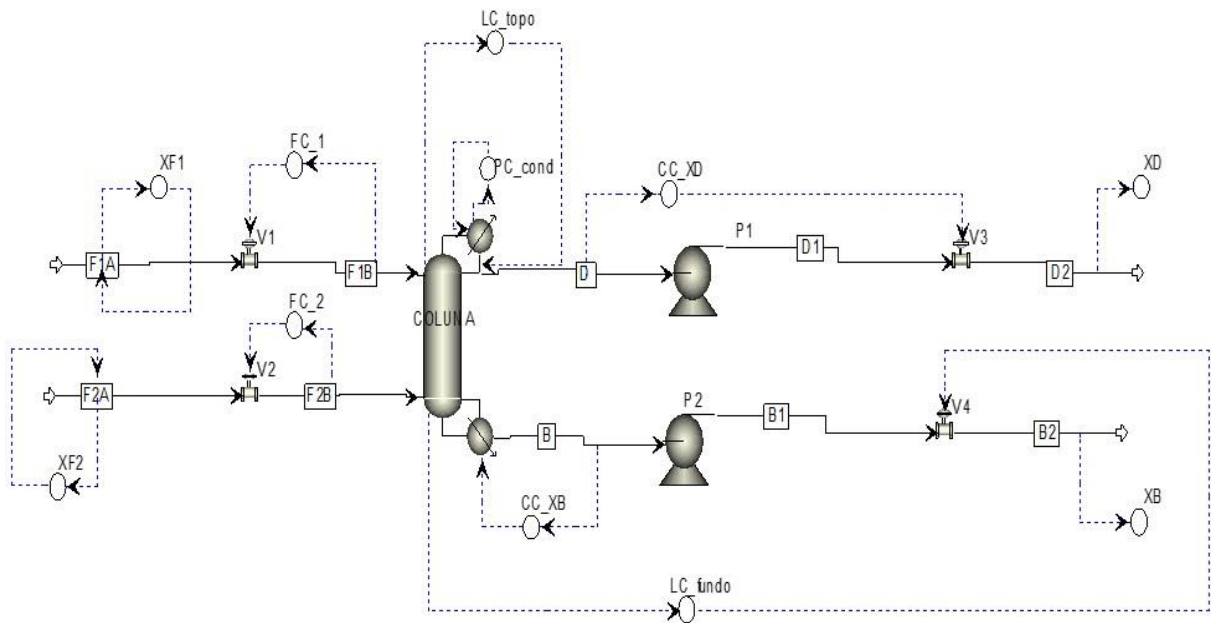 LC_topo
FC_1
PC_cond
CC_XD
XD
XF1
V1
P1
D1
V3
F1A
F1B
D
D2
FC_2
COLUNA
V2
F2A
F2B
P2
B1
V4
B
B2
XF2
CC_XB
XB
LC_fundo